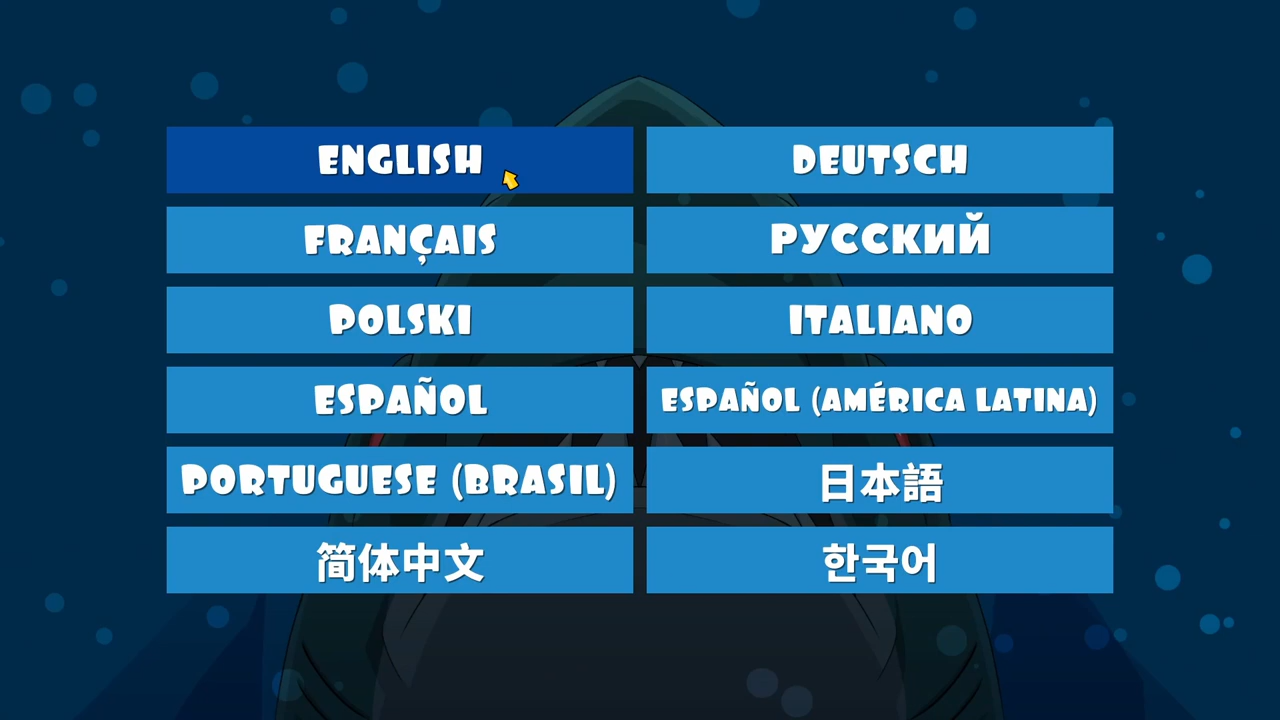 ENGLISH
DEUTSCH
FRANÇAIS
РУССКИЙ
POLSKI
ITALIANO
ESPAÑOL
ESPAÑOL (AMÉRICA LATINA)
PORTUGUESE (BRASIL)
日本語
简体中文
한국어